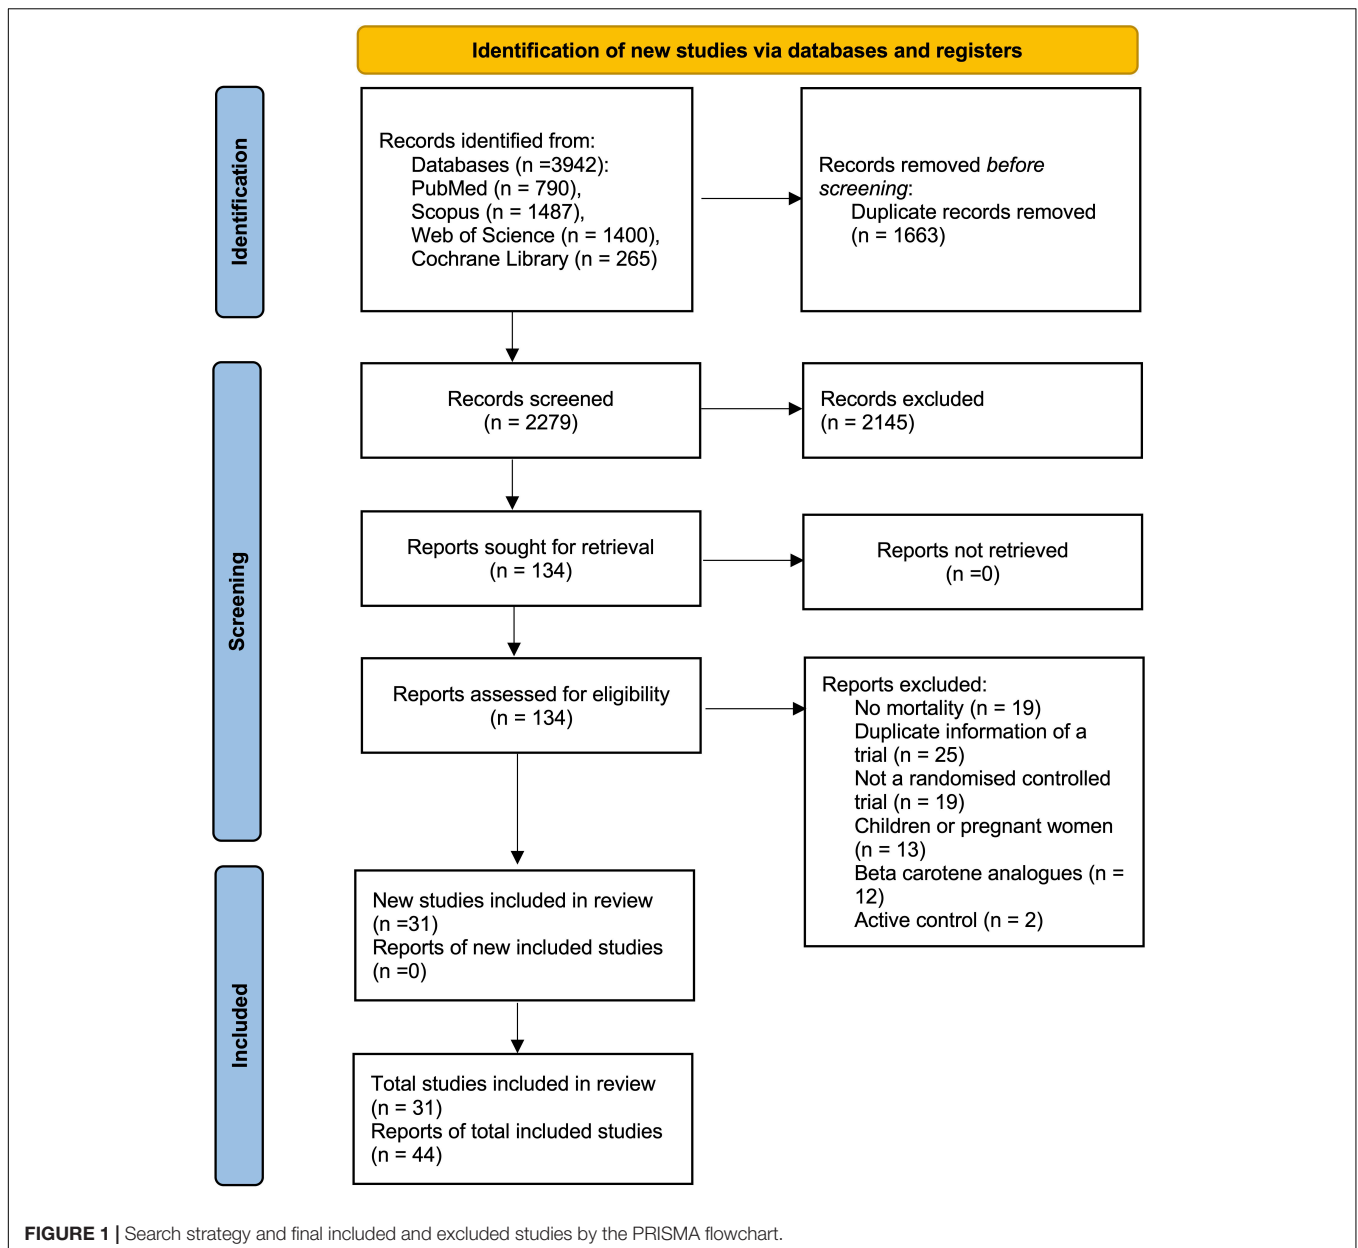 Identification of new studies via databases and registers
Identification
Records identified from:
Databases (n =3942):
PubMed (n = 790),
Scopus (n = 1487),
Web of Science (n = 1400),
Cochrane Library (n = 265)
Records removed before
screening:
Duplicate records removed
(n = 1663)
Screening
Records screened
(n = 2279)
Records excluded
(n = 2145)
Reports sought for retrieval
(n = 134)
Reports not retrieved
(n =0)
Reports assessed for eligibility
(n = 134)
Reports excluded:
No mortality (n = 19)
Duplicate information of a
trial (n = 25)
Not a randomised controlled
trial (n = 19)
Children or pregnant women
(n = 13)
Beta carotene analogues (n =
12)
Active control (n = 2)
Included
New studies included in review
(n =31)
Reports of new included studies
(n =0)
Total studies included in review
(n = 31)
Reports of total included studies
(n = 44)
FIGURE 1 | Search strategy and final included and excluded studies by the PRISMA flowchart.